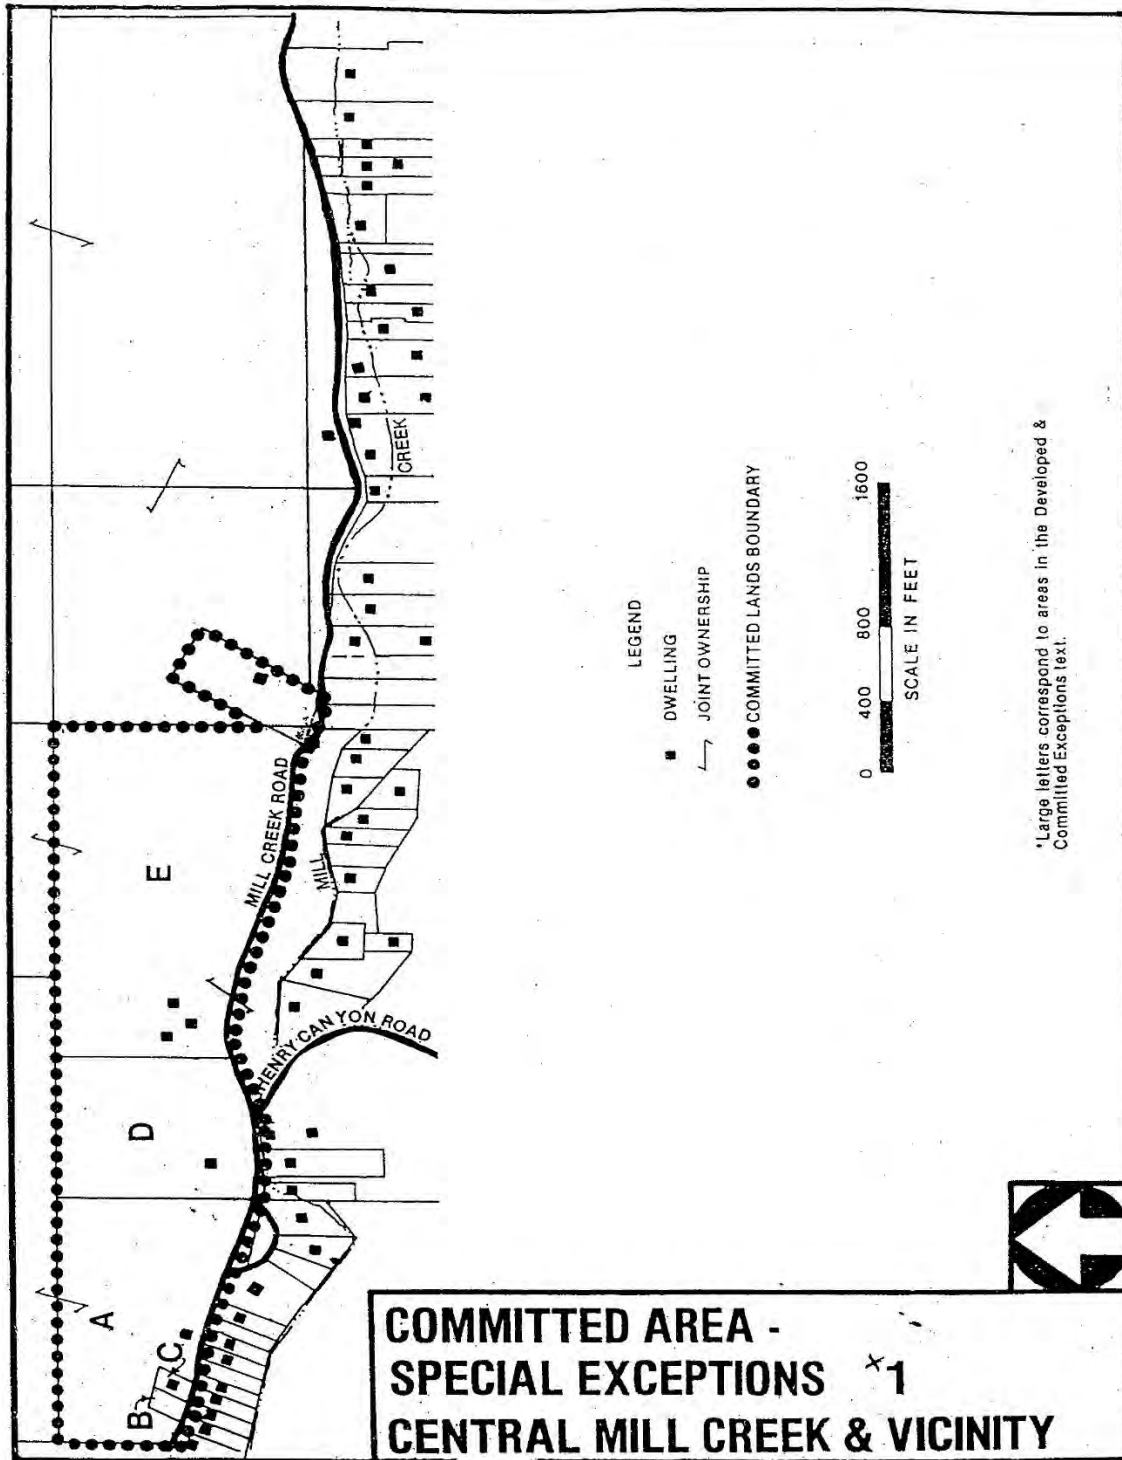 E
MILL CREEK ROAD
MILL
CREEK
HENRY CANYON ROAD
D
A
C
B
LEGEND
DWELLING
JOINT OWNERSHIP
COMMITTED LANDS BOUNDARY
0 400 800 1600
SCALE IN FEET
*Large letters correspond to areas in the Developed &
Committed Exceptions text.
COMMITTED AREA -
SPECIAL EXCEPTIONS x1
CENTRAL MILL CREEK & VICINITY